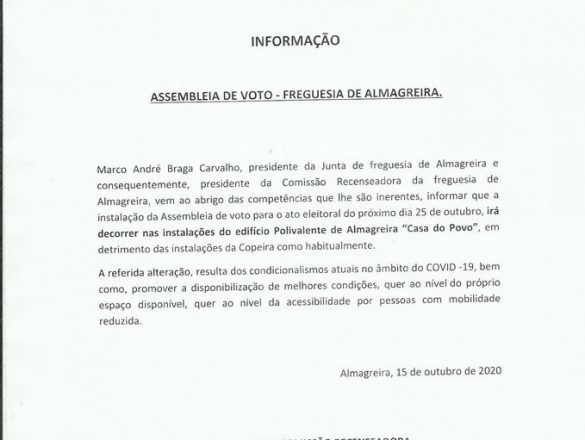 INFORMAÇÃO
ASSEMBLEIA DE VOTO - FREGUESIA DE ALMAGREIRA.
Marco André Braga Carvalho, presidente da Junta de freguesia de Almagreira e
consequentemente, presidente da Comissão Recenseadora da freguesia de
Almagreira, vem ao abrigo das competências que lhe são inerentes, informar que a
instalação da Assembleia de voto para o ato eleitoral do próximo dia 25 de outubro, irá
decorrer nas instalações do edifício Polivalente de Almagreira “Casa do Povo”, em
detrimento das instalações da Copeira como habitualmente.
A referida alteração, resulta dos condicionalismos atuais no âmbito do COVID -19, bem
como, promover a disponibilização de melhores condições, quer ao nível do próprio
espaço disponível, quer ao nível da acessibilidade por pessoas com mobilidade
reduzida.
Almagreira, 15 de outubro de 2020